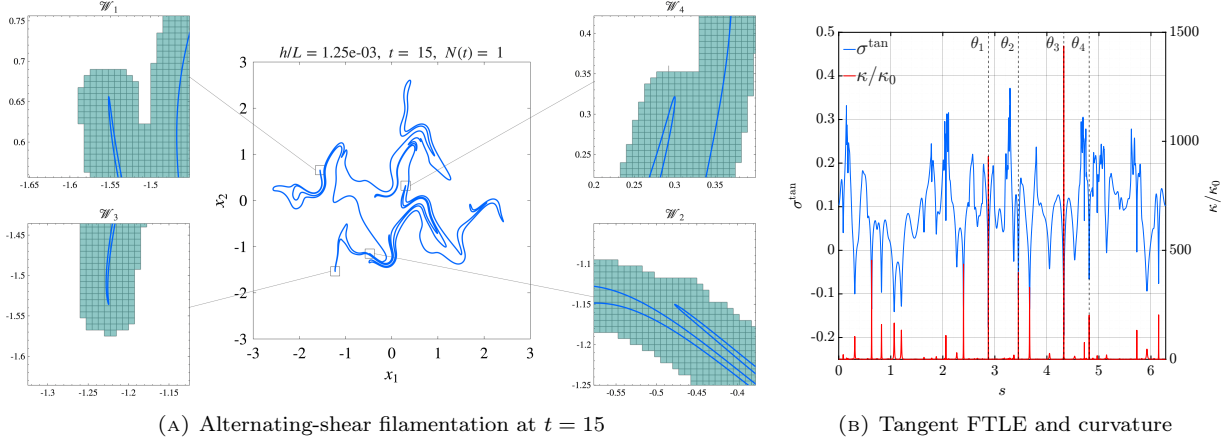 𝒲₁
0.75
0.7
0.65
0.6
-1.65 -1.6 -1.55 -1.5
𝒲₃
-1.45
-1.5
-1.55
-1.6
-1.3 -1.25 -1.2 -1.15
h/L = 1.25e-03, t = 15, N(t) = 1
3
2
1
0
-1
-2
-3
x₂
-3 -2 -1 0 1 2 3
x₁
𝒲₄
0.45
0.4
0.35
0.3
0.25
0.2 0.25 0.3 0.35
𝒲₂
-1.05
-1.1
-1.15
-1.2
-1.25
-0.55 -0.5 -0.45 -0.4
(A) Alternating-shear filamentation at t = 15
θ₁ θ₂ θ₃ θ₄
σᵗᵃⁿ
κ/κ₀
0.5
0.4
0.3
0.2
0.1
0
-0.1
-0.2
σᵗᵃⁿ
1500
1000
500
0
κ/κ₀
0 1 2 3 4 5 6
s
(B) Tangent FTLE and curvature